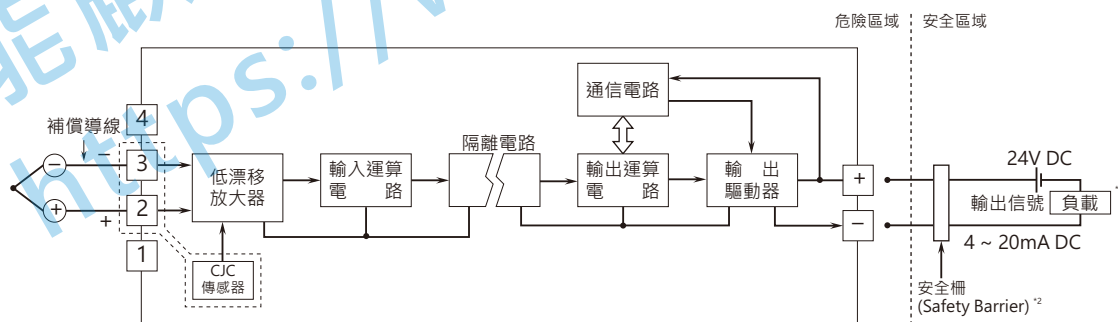 危險區域
安全區域
補償導線
4
3
2
1
−
+
−
+
低漂移
放大器
CJC
傳感器
輸入運算
電 路
隔離電路
通信電路
輸出運算
電 路
輸 出
驅動器
+
−
24V DC
輸出信號
負載
4 ~ 20mA DC
安全柵
(Safety Barrier) *2
https://